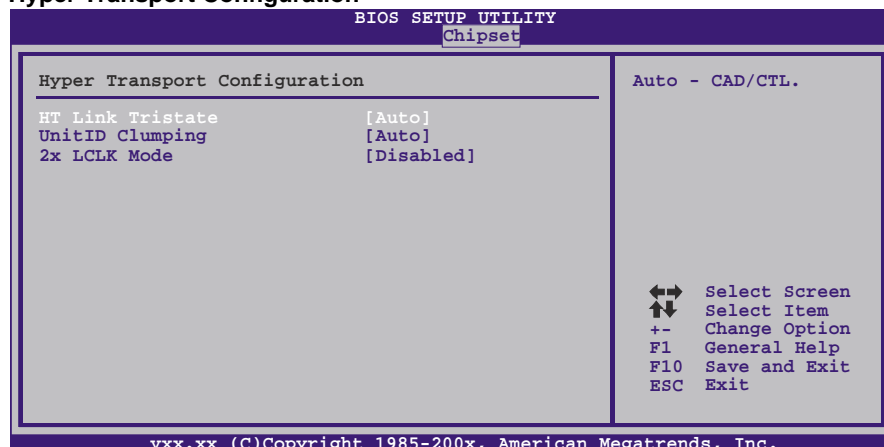 Hyper Transport Configuration
BIOS SETUP UTILITY
Chipset
Hyper Transport Configuration
HT Link Tristate [Auto]
UnitID Clumping [Auto]
2x LCLK Mode [Disabled]
Auto - CAD/CTL.
Select Screen
Select Item
+- Change Option
F1 General Help
F10 Save and Exit
ESC Exit
vxx.xx (C)Copyright 1985-200x, American Megatrends, Inc.